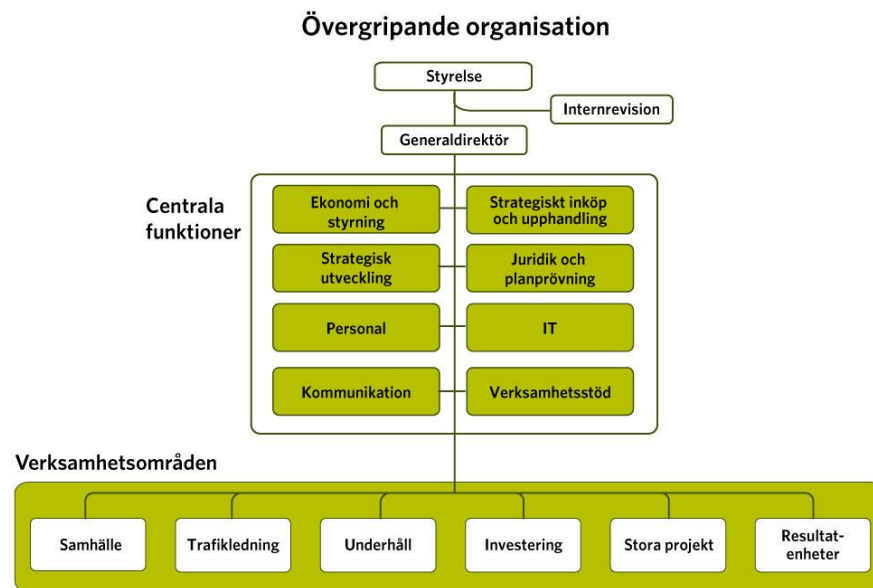 Övergripande organisation
Styrelse
Internrevision
Generaldirektör
Centrala
funktioner
Ekonomi och
styrning
Strategiskt inköp
och upphandling
Strategisk
utveckling
Juridik och
planprövning
Personal
IT
Kommunikation
Verksamhetsstöd
Verksamhetsområden
Samhälle
Trafikledning
Underhåll
Investering
Stora projekt
Resultat-
enheter